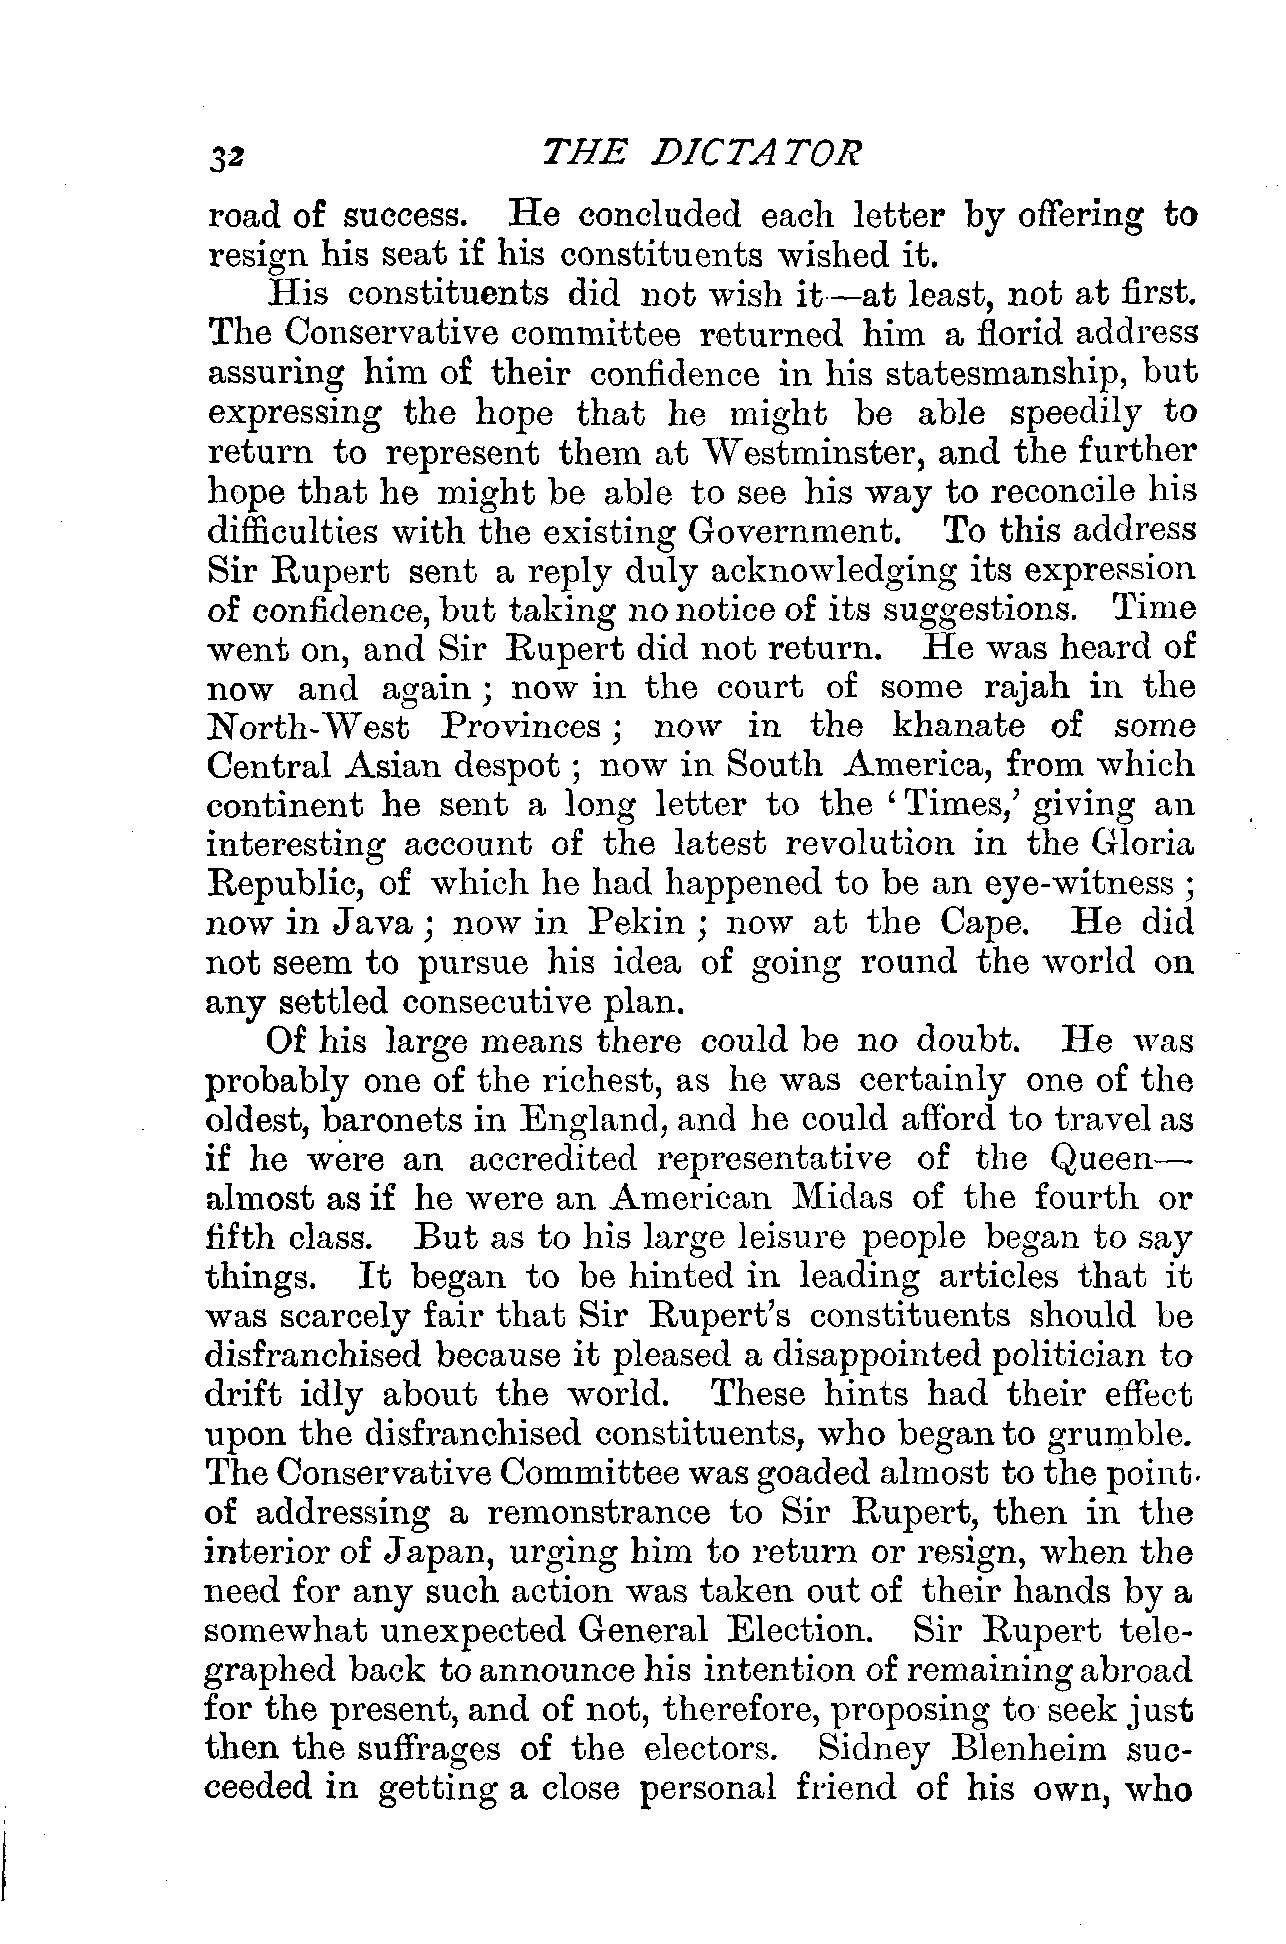 32 THE DICTATOR
road of success. He concluded each letter by offering to
resign his seat if his constituents wished it.
His constituents did not wish it—at least, not at first.
The Conservative committee returned him a florid address
assuring him of their confidence in his statesmanship, but
expressing the hope that he might be able speedily to
return to represent them at Westminster, and the further
hope that he might be able to see his way to reconcile his
difficulties with the existing Government. To this address
Sir Rupert sent a reply duly acknowledging its expression
of confidence, but taking no notice of its suggestions. Time
went on, and Sir Rupert did not return. He was heard of
now and again ; now in the court of some rajah in the
North-West Provinces ; now in the khanate of some
Central Asian despot ; now in South America, from which
continent he sent a long letter to the ‘ Times,’ giving an
interesting account of the latest revolution in the Gloria
Republic, of which he had happened to be an eye-witness ;
now in Java ; now in Pekin ; now at the Cape. He did
not seem to pursue his idea of going round the world on
any settled consecutive plan.
Of his large means there could be no doubt. He was
probably one of the richest, as he was certainly one of the
oldest, baronets in England, and he could afford to travel as
if he were an accredited representative of the Queen—
almost as if he were an American Midas of the fourth or
fifth class. But as to his large leisure people began to say
things. It began to be hinted in leading articles that it
was scarcely fair that Sir Rupert’s constituents should be
disfranchised because it pleased a disappointed politician to
drift idly about the world. These hints had their effect
upon the disfranchised constituents, who began to grumble.
The Conservative Committee was goaded almost to the point
of addressing a remonstrance to Sir Rupert, then in the
interior of Japan, urging him to return or resign, when the
need for any such action was taken out of their hands by a
somewhat unexpected General Election. Sir Rupert tele-
graphed back to announce his intention of remaining abroad
for the present, and of not, therefore, proposing to seek just
then the suffrages of the electors. Sidney Blenheim suc-
ceeded in getting a close personal friend of his own, who